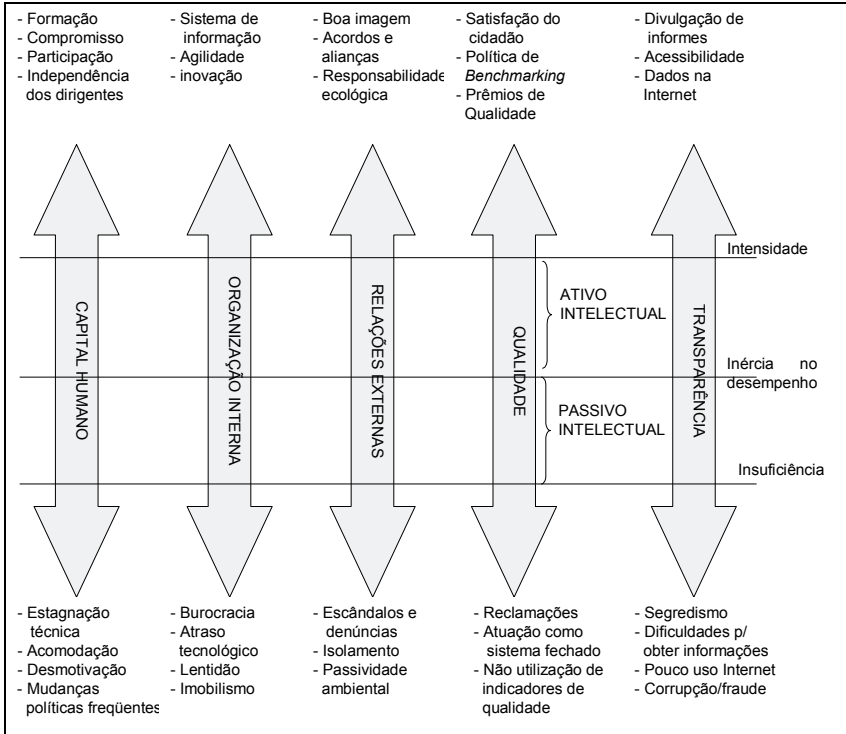 - Formação
- Compromisso
- Participação
- Independência
dos dirigentes
- Sistema de
informação
- Agilidade
- inovação
- Boa imagem
- Acordos e
alianças
- Responsabilidade
ecológica
- Satisfação do
cidadão
- Política de
Benchmarking
- Prêmios de
Qualidade
- Divulgação de
informes
- Acessibilidade
- Dados na
Internet
CAPITAL HUMANO
ORGANIZAÇÃO INTERNA
RELAÇÕES EXTERNAS
QUALIDADE
TRANSPARÊNCIA
Intensidade
ATIVO
INTELECTUAL
Inércia no
desempenho
PASSIVO
INTELECTUAL
Insuficiência
- Estagnação
técnica
- Acomodação
- Desmotivação
- Mudanças
políticas freqüentes
- Burocracia
- Atraso
tecnológico
- Lentidão
- Imobilismo
- Escândalos e
denúncias
- Isolamento
- Passividade
ambiental
- Reclamações
- Atuação como
sistema fechado
- Não utilização de
indicadores de
qualidade
- Segredismo
- Dificuldades p/
obter informações
- Pouco uso Internet
- Corrupção/fraude